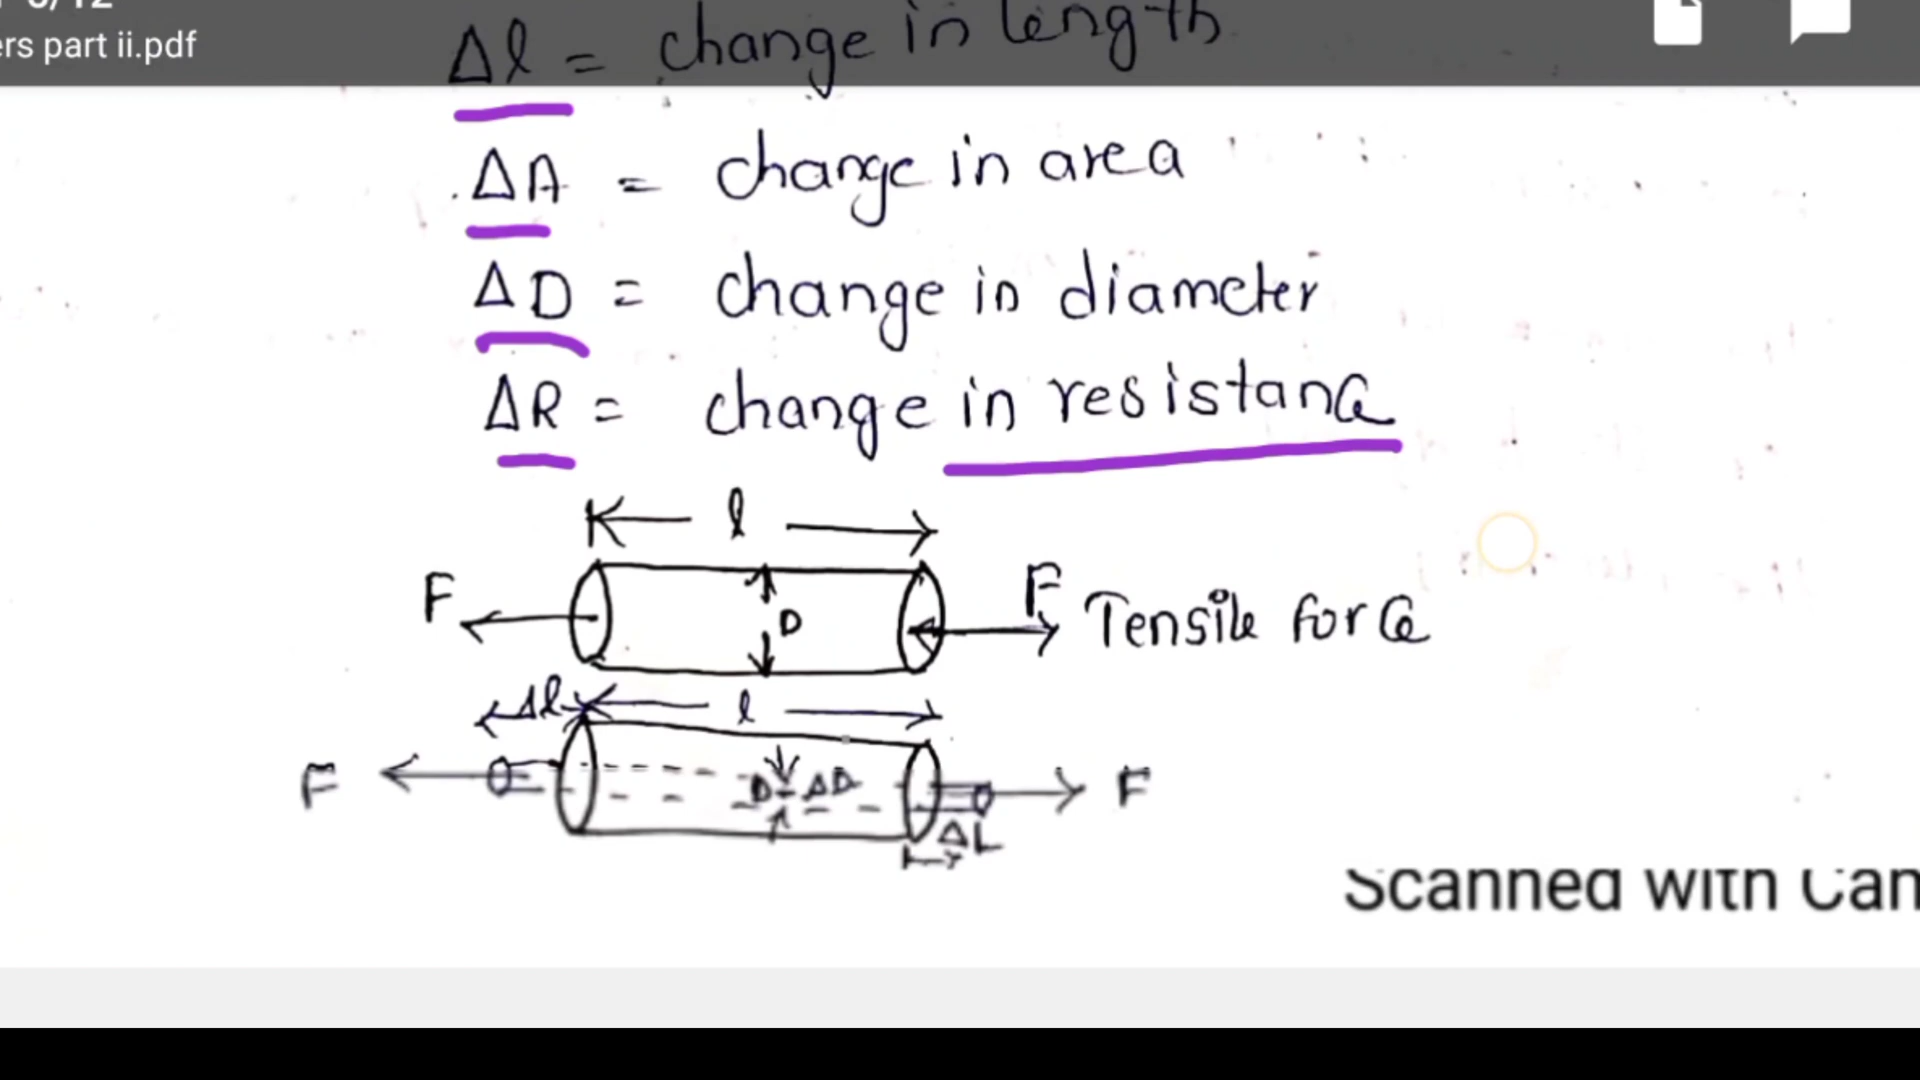 ers part ii.pdf
Δl = change in length
ΔA = change in area
ΔD = change in diameter
ΔR = change in resistance
l
F D F Tensile force
Δl l
F D-ΔD F
ΔL
Scanned with Can